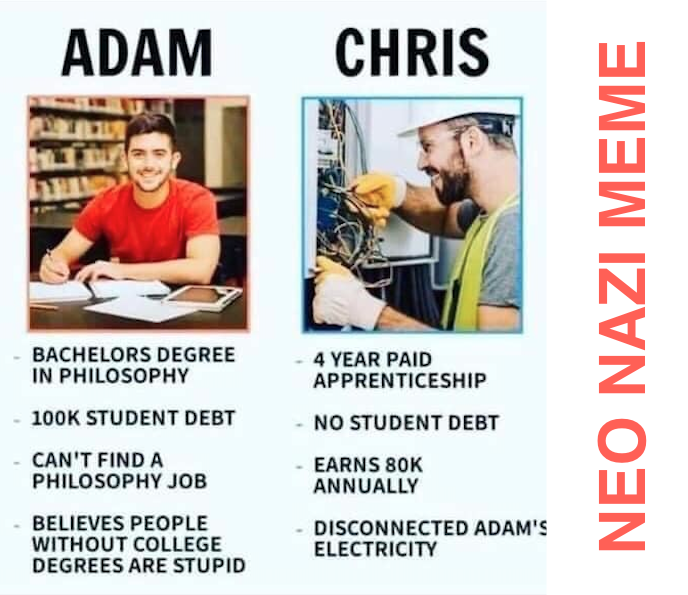 ADAM
- BACHELORS DEGREE
IN PHILOSOPHY
- 100K STUDENT DEBT
- CAN'T FIND A
PHILOSOPHY JOB
- BELIEVES PEOPLE
WITHOUT COLLEGE
DEGREES ARE STUPID
CHRIS
- 4 YEAR PAID
APPRENTICESHIP
- NO STUDENT DEBT
- EARNS 80K
ANNUALLY
- DISCONNECTED ADAM'S
ELECTRICITY
NEO NAZI MEME